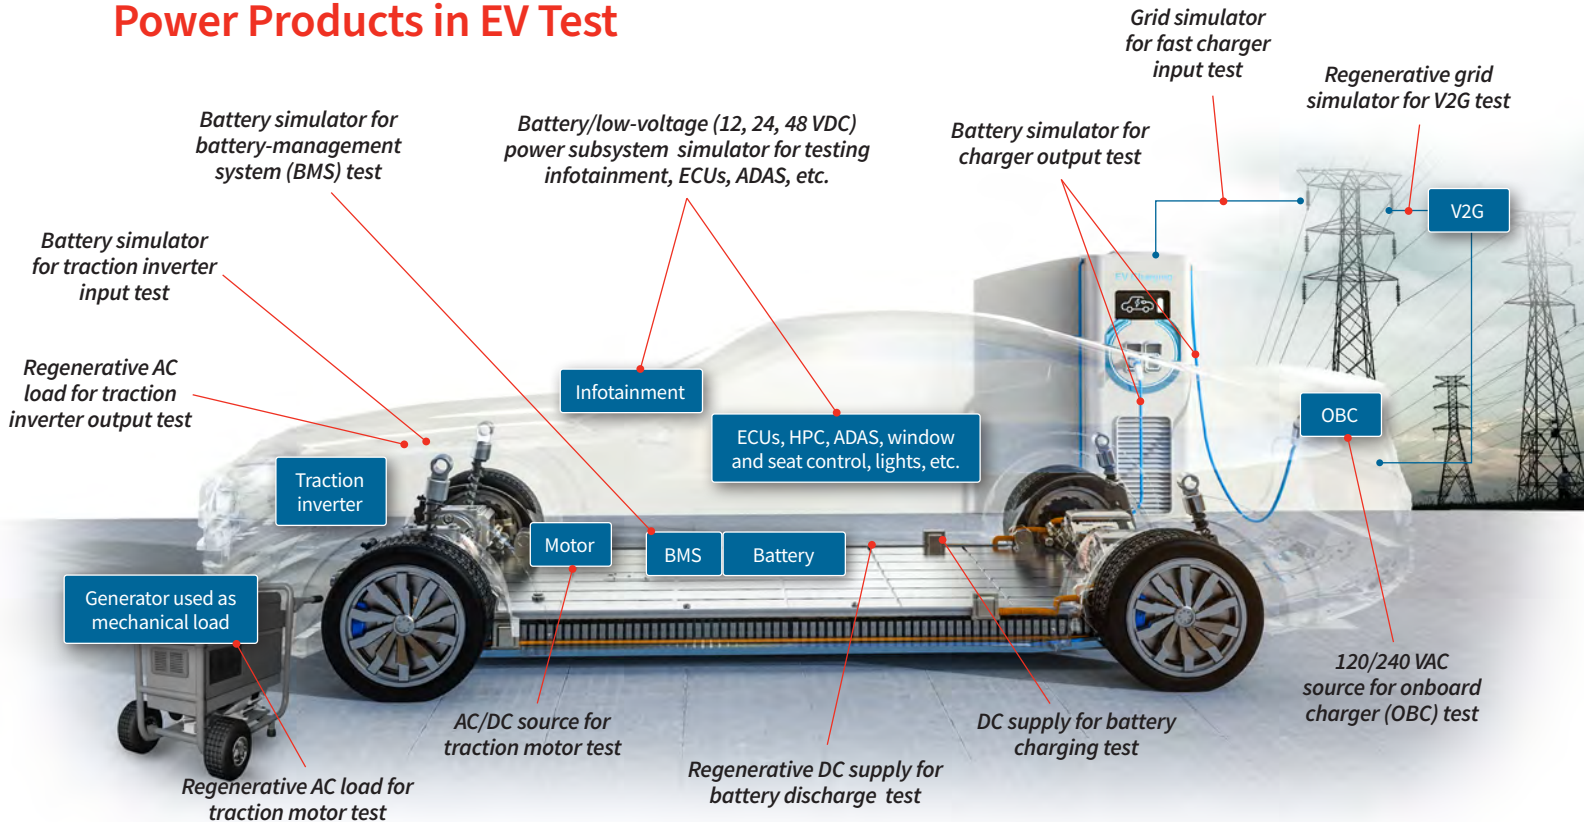 Power Products in EV Test
Grid simulator
for fast charger
input test
Regenerative grid
simulator for V2G test
Battery simulator for
battery-management
system (BMS) test
Battery/low-voltage (12, 24, 48 VDC)
power subsystem simulator for testing
infotainment, ECUs, ADAS, etc.
Battery simulator for
charger output test
V2G
Battery simulator
for traction inverter
input test
EV Charging
Regenerative AC
load for traction
inverter output test
Infotainment
OBC
ECUs, HPC, ADAS, window
and seat control, lights, etc.
Traction
inverter
Motor
BMS
Battery
Generator used as
mechanical load
120/240 VAC
source for onboard
charger (OBC) test
AC/DC source for
traction motor test
DC supply for battery
charging test
Regenerative DC supply for
battery discharge test
Regenerative AC load for
traction motor test